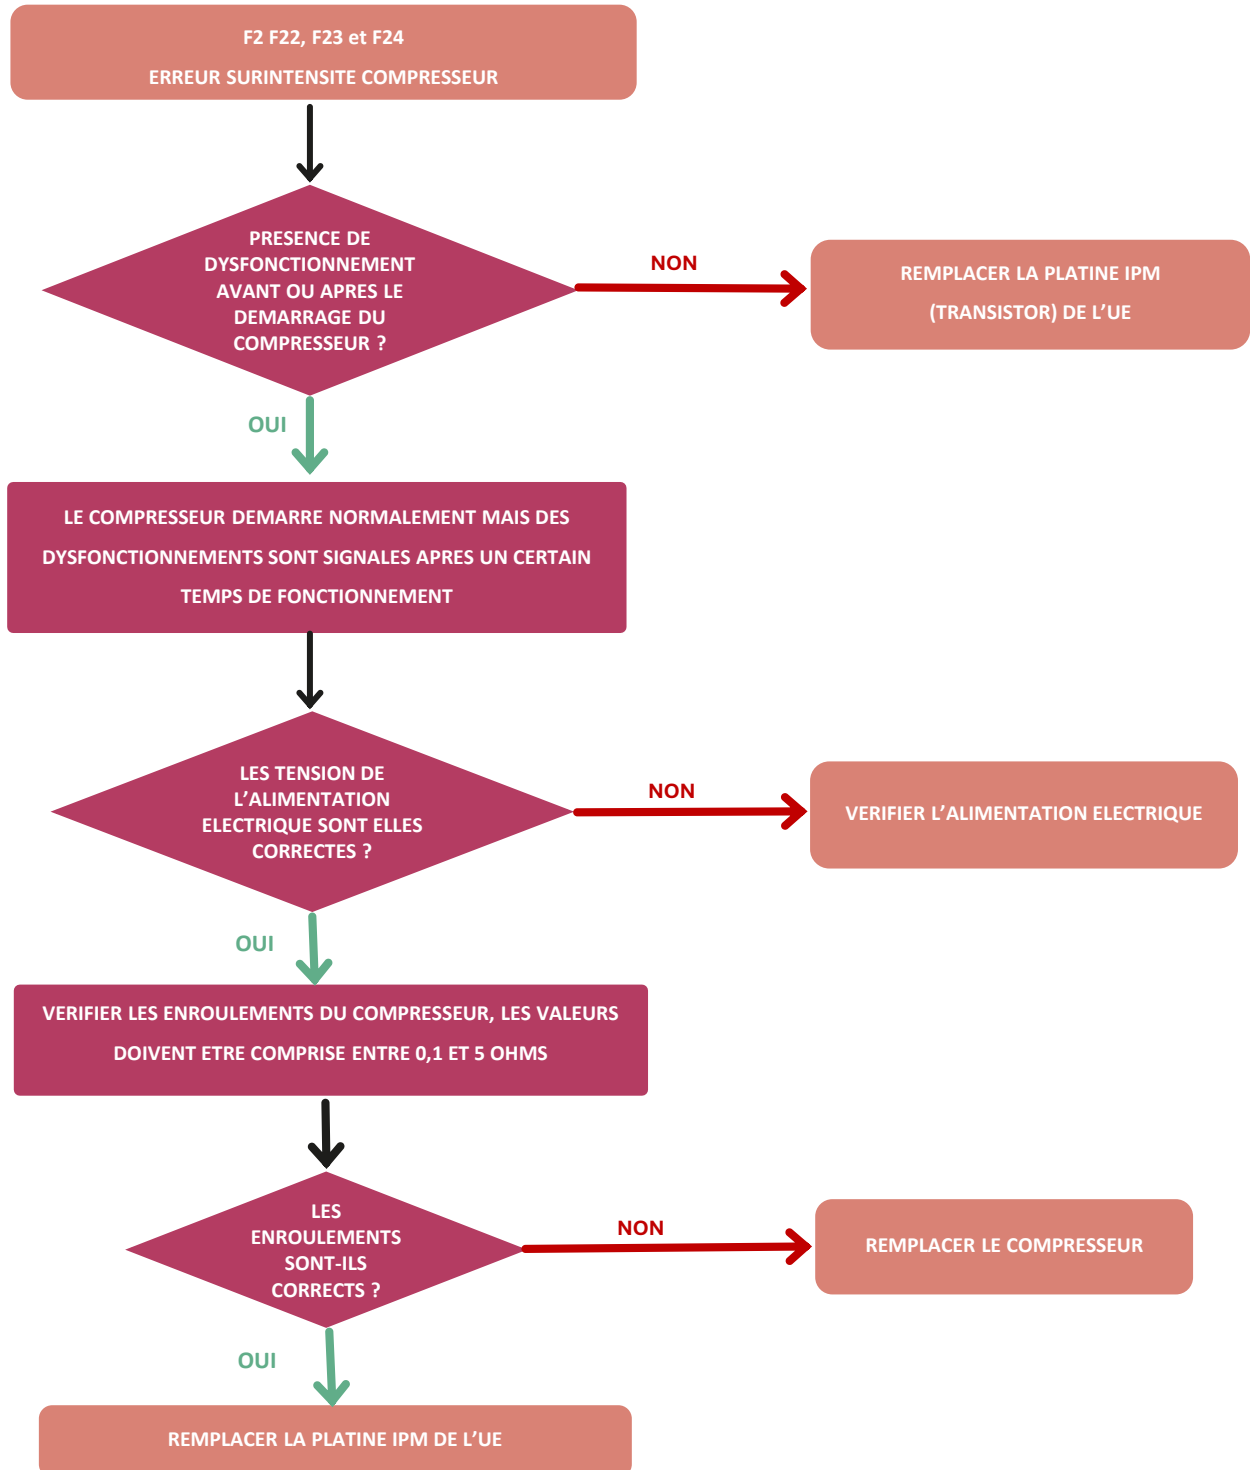 F2 F22, F23 et F24
ERREUR SURINTENSITE COMPRESSEUR
PRESENCE DE
DYSFONCTIONNEMENT
AVANT OU APRES LE
DEMARRAGE DU
COMPRESSEUR ?
NON
REMPLACER LA PLATINE IPM
(TRANSISTOR) DE L’UE
OUI
LE COMPRESSEUR DEMARRE NORMALEMENT MAIS DES
DYSFONCTIONNEMENTS SONT SIGNALES APRES UN CERTAIN
TEMPS DE FONCTIONNEMENT
LES TENSION DE
L’ALIMENTATION
ELECTRIQUE SONT ELLES
CORRECTES ?
NON
VERIFIER L’ALIMENTATION ELECTRIQUE
OUI
VERIFIER LES ENROULEMENTS DU COMPRESSEUR, LES VALEURS
DOIVENT ETRE COMPRISE ENTRE 0,1 ET 5 OHMS
LES
ENROULEMENTS
SONT-ILS
CORRECTS ?
NON
REMPLACER LE COMPRESSEUR
OUI
REMPLACER LA PLATINE IPM DE L’UE